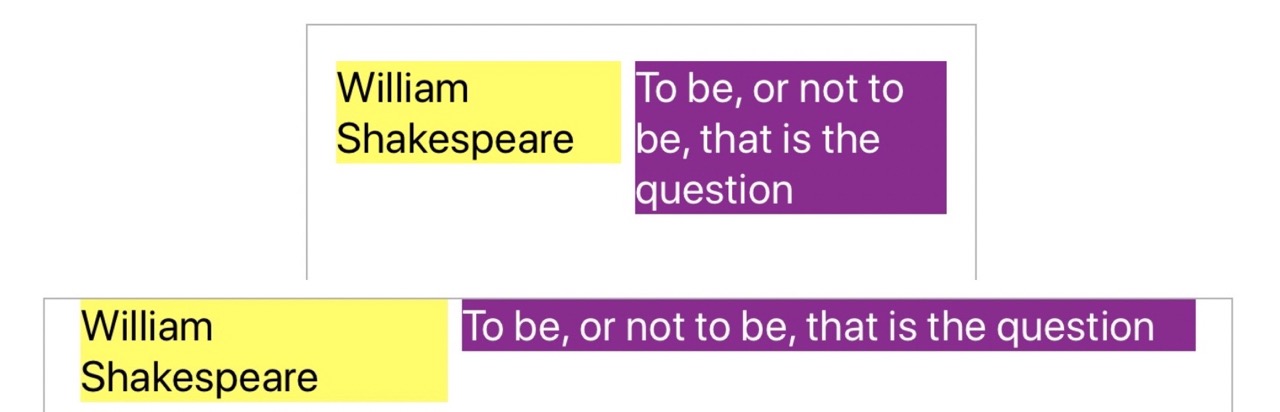 William
Shakespeare
To be, or not to
be, that is the
question
William
Shakespeare
To be, or not to be, that is the question